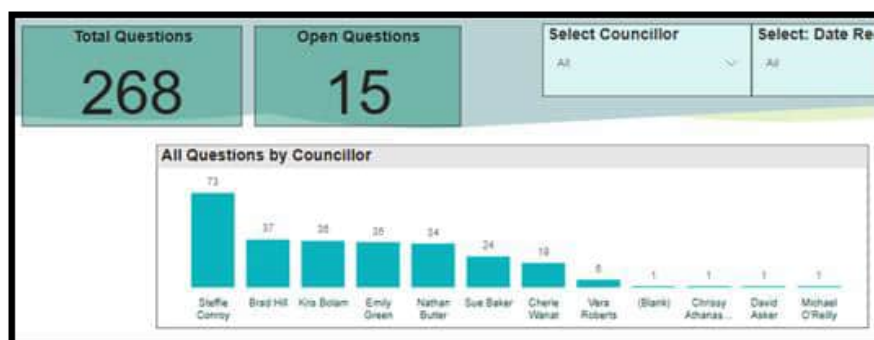 Total Questions
268
Open Questions
15
Select Councillor
All
Select: Date Re
All
All Questions by Councillor
73
37
36
35
34
24
19
6
1
1
1
1
Steffie
Conroy
Brad Hill
Kris Bolam
Emily
Green
Nathan
Butler
Sue Baker
Cherie
Wanat
Vera
Roberts
(Blank)
Chrissy
Athanas...
David
Asker
Michael
O'Reilly